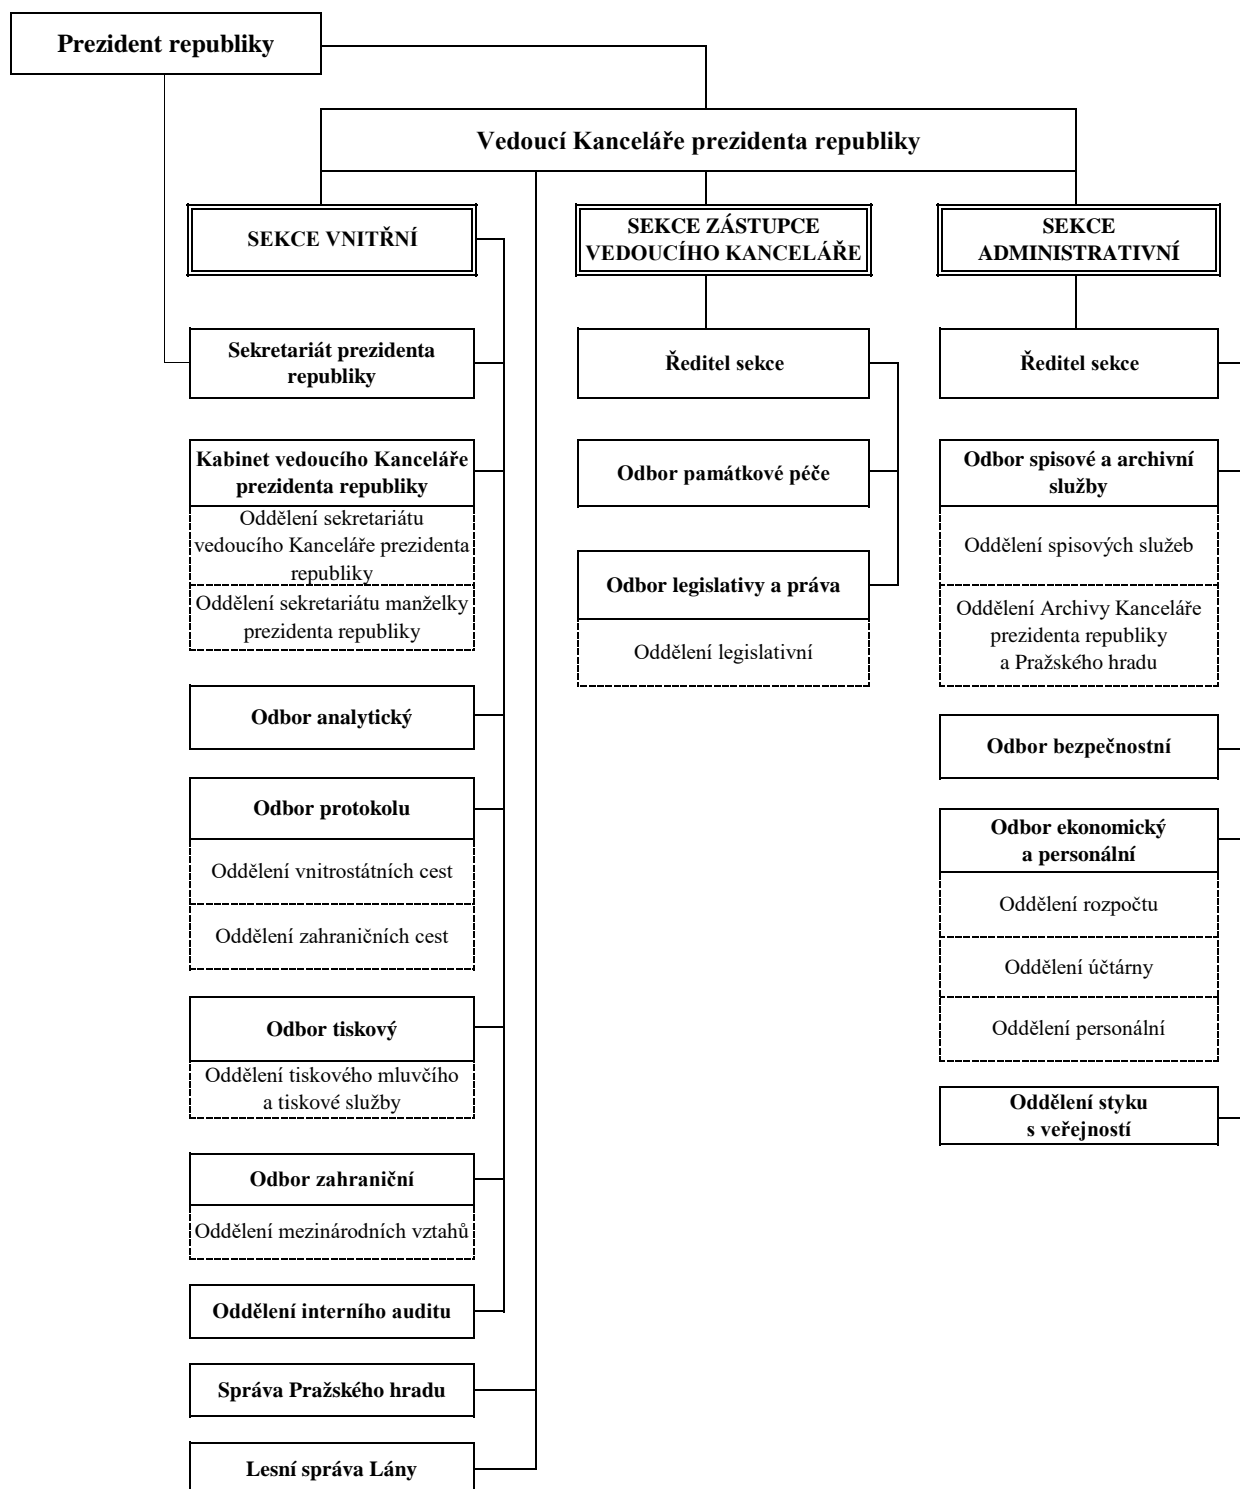 Prezident republiky
Vedoucí Kanceláře prezidenta republiky
SEKCE VNITŘNÍ
Sekretariát prezidenta
republiky
Kabinet vedoucího Kanceláře
prezidenta republiky
Oddělení sekretariátu
vedoucího Kanceláře prezidenta
republiky
Oddělení sekretariátu manželky
prezidenta republiky
Odbor analytický
Odbor protokolu
Oddělení vnitrostátních cest
Oddělení zahraničních cest
Odbor tiskový
Oddělení tiskového mluvčího
a tiskové služby
Odbor zahraniční
Oddělení mezinárodních vztahů
Oddělení interního auditu
Správa Pražského hradu
Lesní správa Lány
SEKCE ZÁSTUPCE
VEDOUCÍHO KANCELÁŘE
Ředitel sekce
Odbor památkové péče
Odbor legislativy a práva
Oddělení legislativní
SEKCE
ADMINISTRATIVNÍ
Ředitel sekce
Odbor spisové a archivní
služby
Oddělení spisových služeb
Oddělení Archivy Kanceláře
prezidenta republiky
a Pražského hradu
Odbor bezpečnostní
Odbor ekonomický
a personální
Oddělení rozpočtu
Oddělení účtárny
Oddělení personální
Oddělení styku
s veřejností